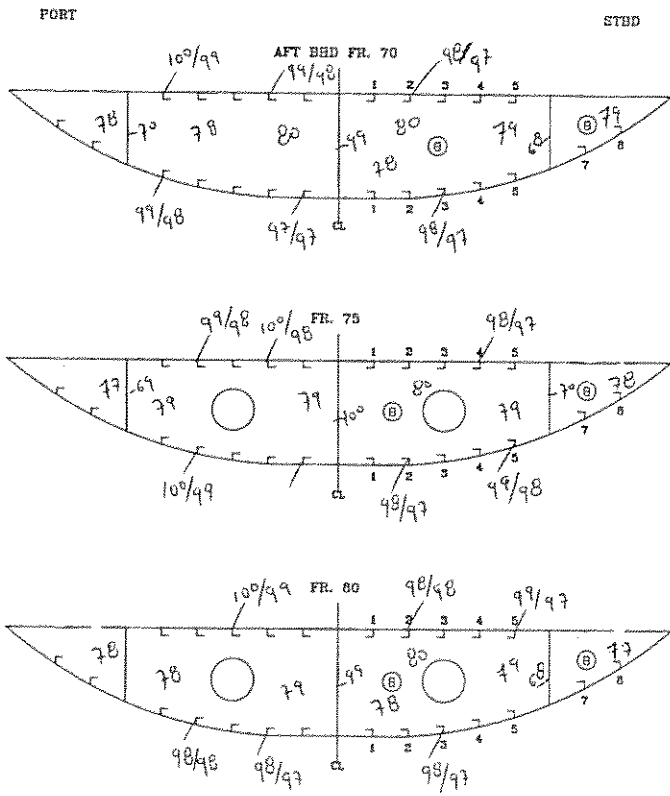 PORT STBD
AFT BHD FR. 70
100/99 99/98 98/97
1 2 3 4 5
78 70 78 80 99 80 8 78 79 68 8 79
99/98 97/97 98/97
1 2 3 4 5 7 8
CL
FR. 75
99/98 100/98 98/97
1 2 3 4 5
77 69 79 79 100 8 80 79 70 8 78
100/99 98/97 99/98
1 2 3 4 5 7 8
CL
FR. 80
100/99 98/98 99/97
1 2 3 4 5
78 78 79 99 8 78 80 79 68 8 77
98/98 98/97 98/97
1 2 3 4 5 7 8
CL